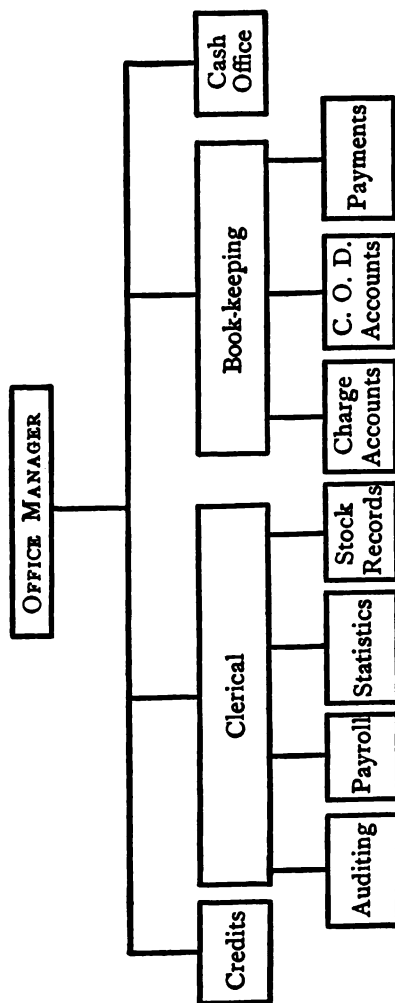 OFFICE MANAGER
Credits
Clerical
Book-keeping
Cash
Office
Auditing
Payroll
Statistics
Stock
Records
Charge
Accounts
C. O. D.
Accounts
Payments